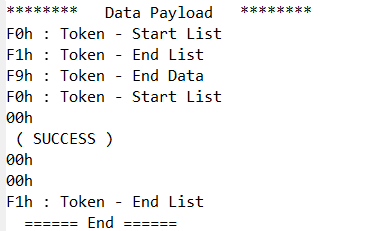 ********   Data Payload   ********
F0h : Token - Start List
F1h : Token - End List
F9h : Token - End Data
F0h : Token - Start List
00h
 ( SUCCESS )
00h
00h
F1h : Token - End List
  ====== End ======